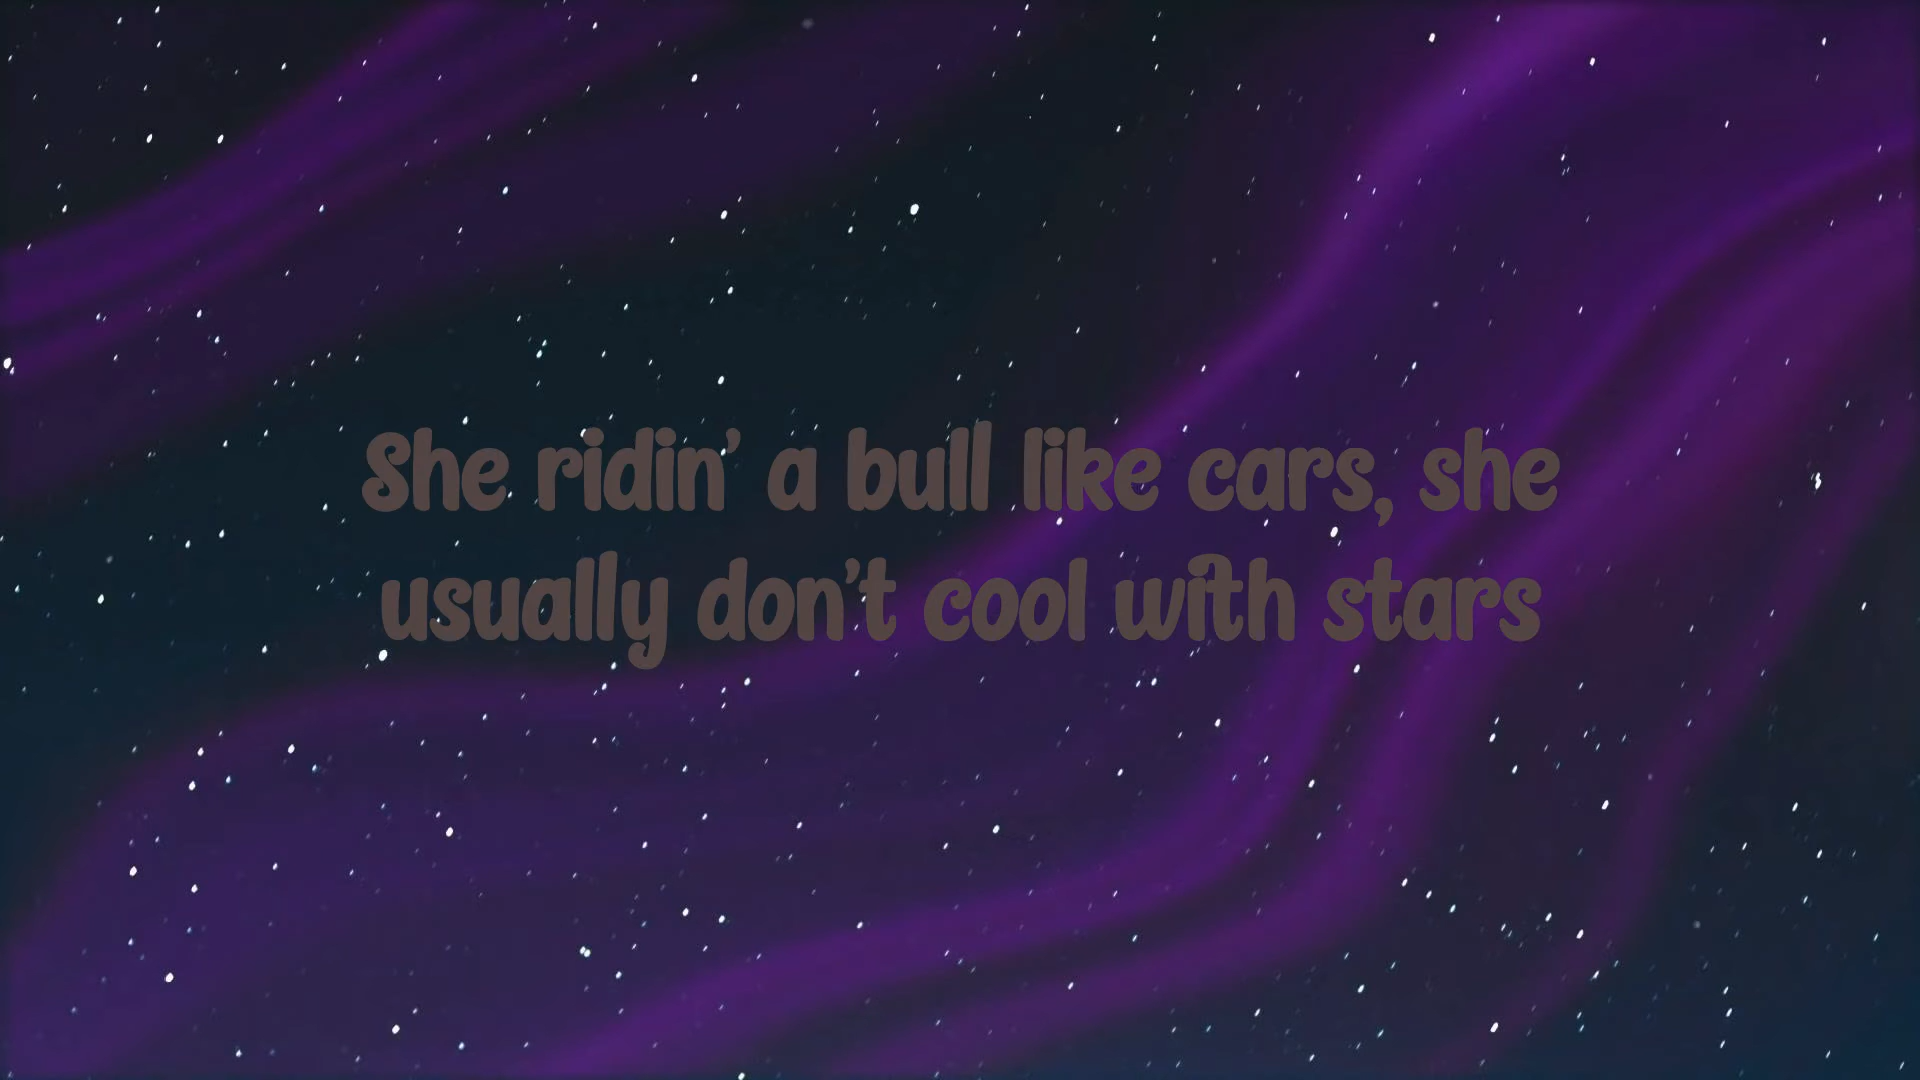 She ridin’ a bull like cars, she
usually don’t cool with stars